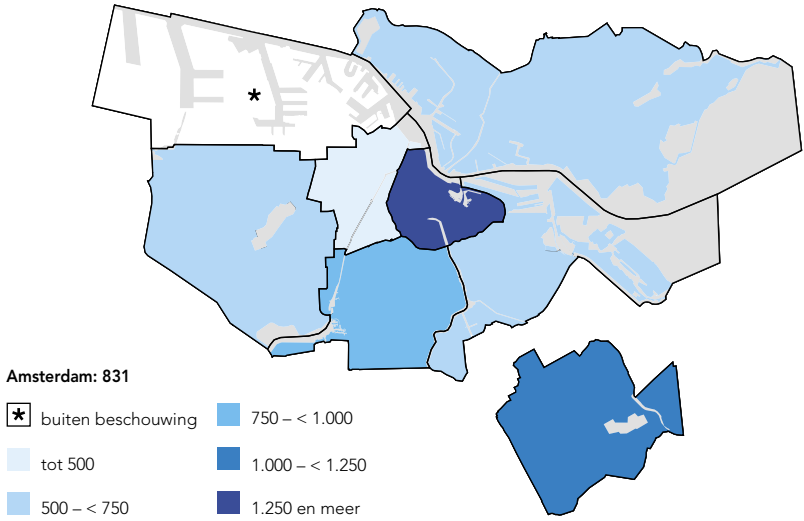 *
Amsterdam: 831
* buiten beschouwing
tot 500
500 – < 750
750 – < 1.000
1.000 – < 1.250
1.250 en meer